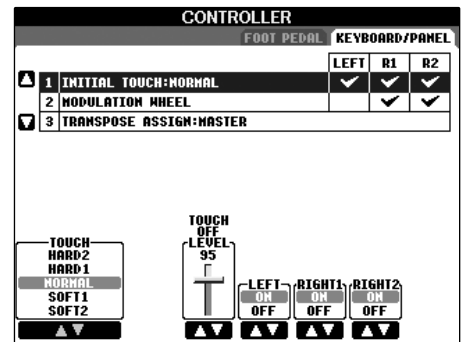 CONTROLLER
FOOT PEDAL KEYBOARD/PANEL
LEFT R1 R2
1 INITIAL TOUCH:NORMAL
2 MODULATION WHEEL
3 TRANSPOSE ASSIGN:MASTER
TOUCH
OFF
LEVEL
95
TOUCH
HARD2
HARD1
NORMAL
SOFT1
SOFT2
LEFT RIGHT1 RIGHT2
ON ON ON
OFF OFF OFF